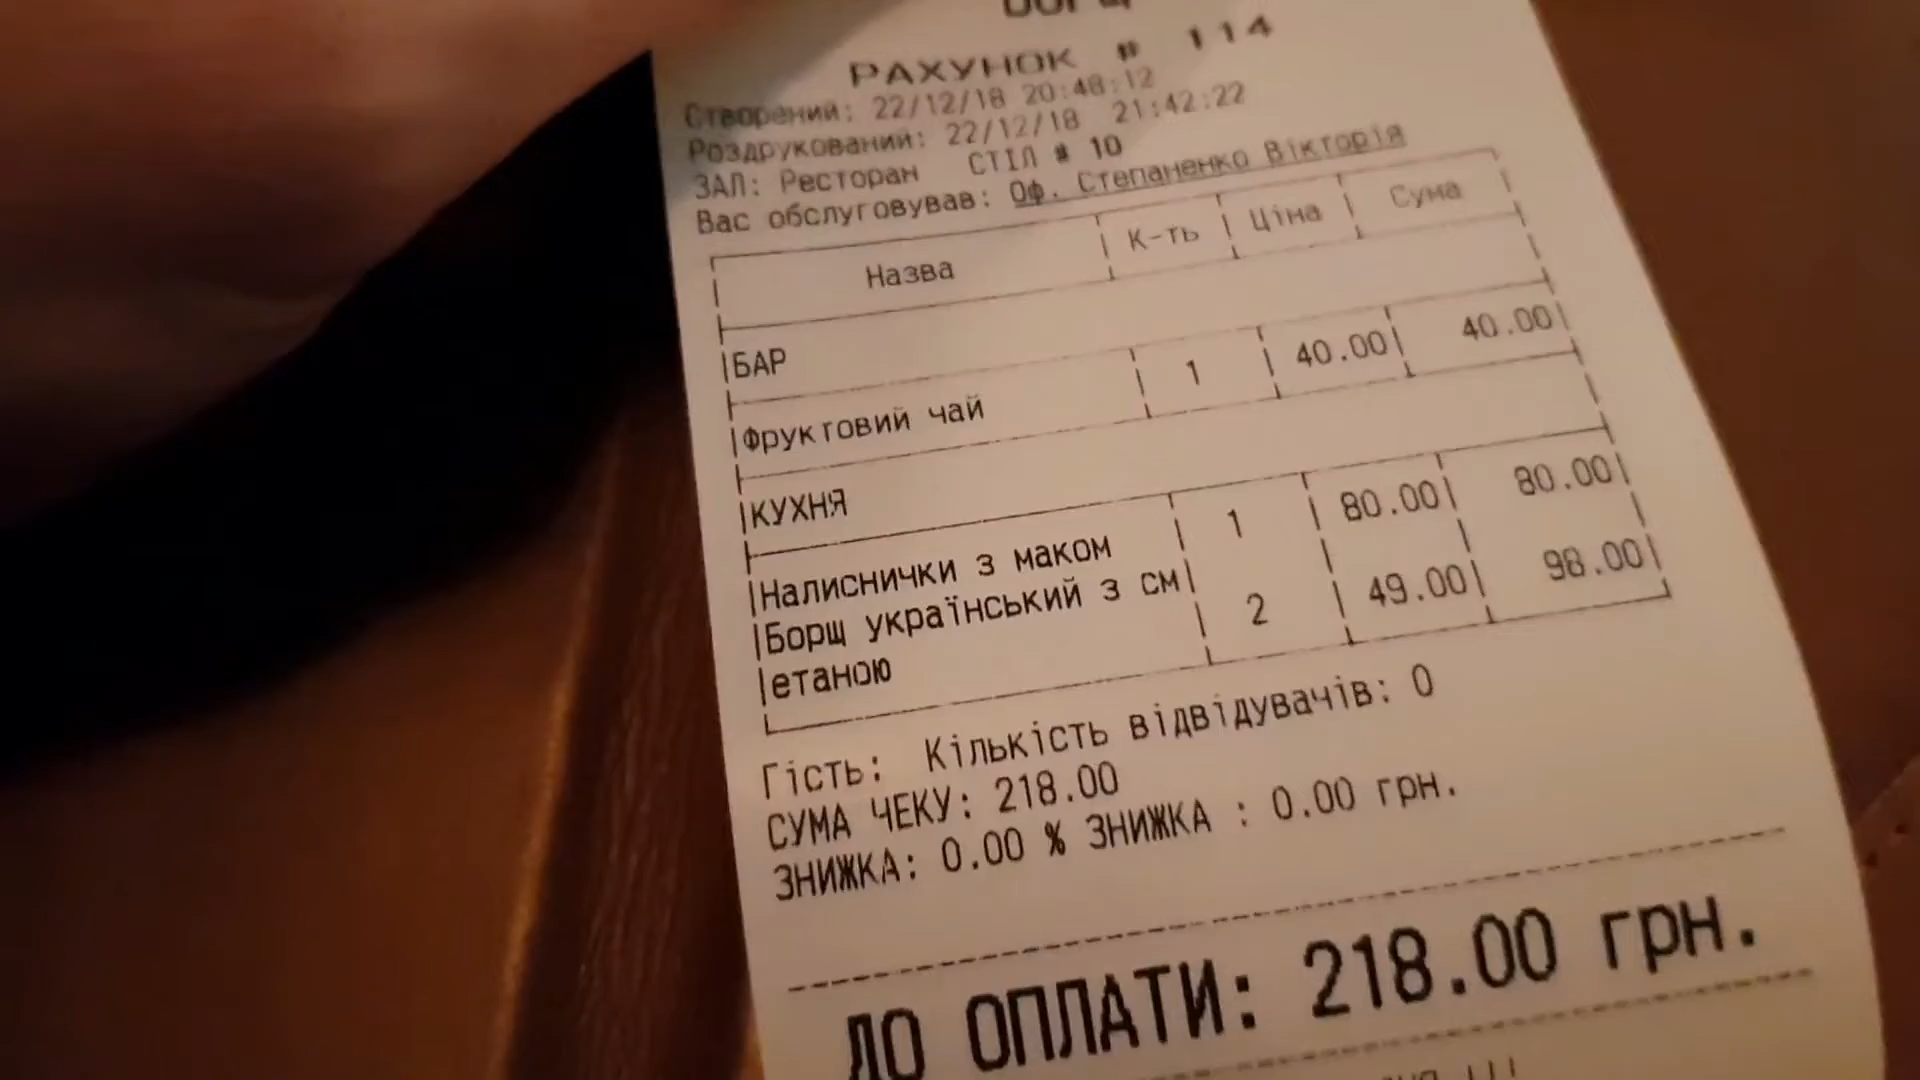 РАХУНОК # 114
Створений: 22/12/18 20:48:12
Роздрукований: 22/12/18 21:42:22
ЗАЛ: Ресторан СТІЛ # 10
Вас обслуговував: Оф. Степаненко Вікторія
Назва К-ть Ціна Сума
БАР
Фруктовий чай 1 40.00 40.00
КУХНЯ
Налиснички з маком 1 80.00 80.00
Борщ український з см 2 49.00 98.00
етаною
Гість: Кількість відвідувачів: 0
СУМА ЧЕКУ: 218.00
ЗНИЖКА: 0.00 % ЗНИЖКА : 0.00 грн.
ДО ОПЛАТИ: 218.00 грн.